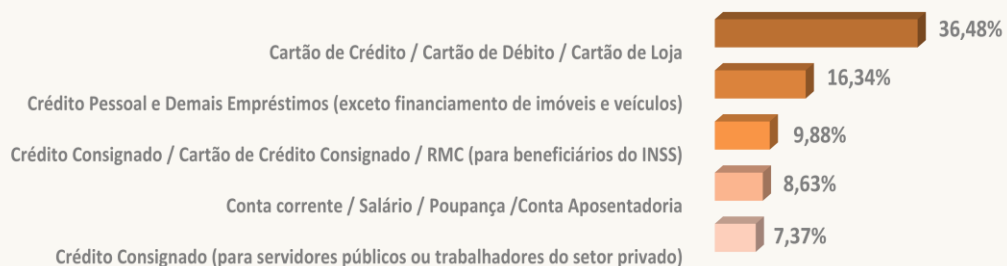 Cartão de Crédito / Cartão de Débito / Cartão de Loja 36,48%
Crédito Pessoal e Demais Empréstimos (exceto financiamento de imóveis e veículos) 16,34%
Crédito Consignado / Cartão de Crédito Consignado / RMC (para beneficiários do INSS) 9,88%
Conta corrente / Salário / Poupança /Conta Aposentadoria 8,63%
Crédito Consignado (para servidores públicos ou trabalhadores do setor privado) 7,37%